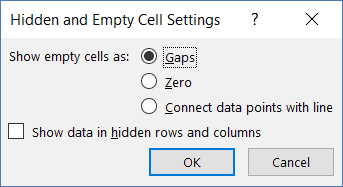 Hidden and Empty Cell Settings ? ×
Show empty cells as: Gaps
Zero
Connect data points with line
Show data in hidden rows and columns
OK Cancel